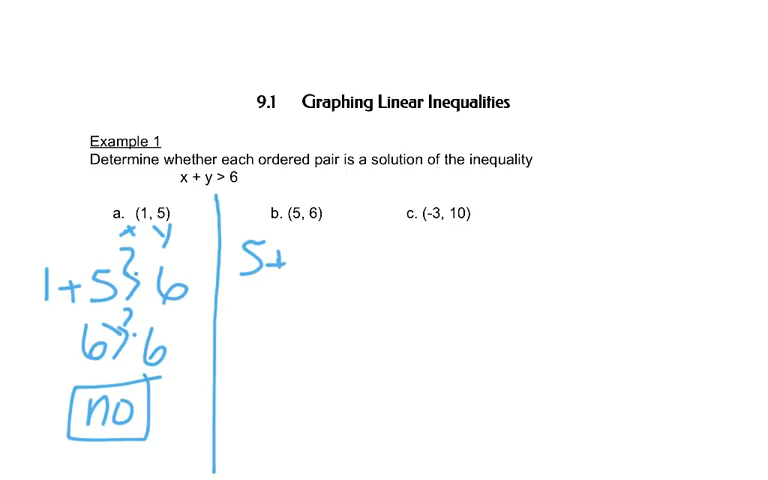 9.1 Graphing Linear Inequalities
Example 1
Determine whether each ordered pair is a solution of the inequality
x + y > 6
a. (1, 5) b. (5, 6) c. (-3, 10)
x y
1 + 5 >? 6 5+
6 >? 6
no